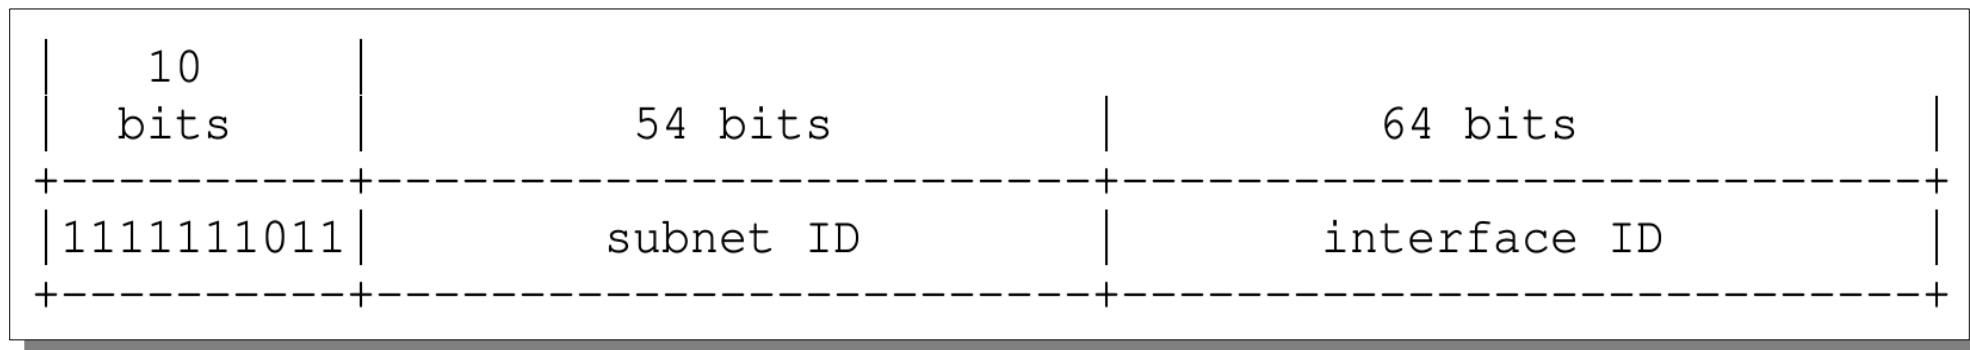 |    10     |
|   bits    |         54 bits         |         64 bits            |
+-----------+-------------------------+----------------------------+
|1111111011|        subnet ID        |       interface ID         |
+-----------+-------------------------+----------------------------+